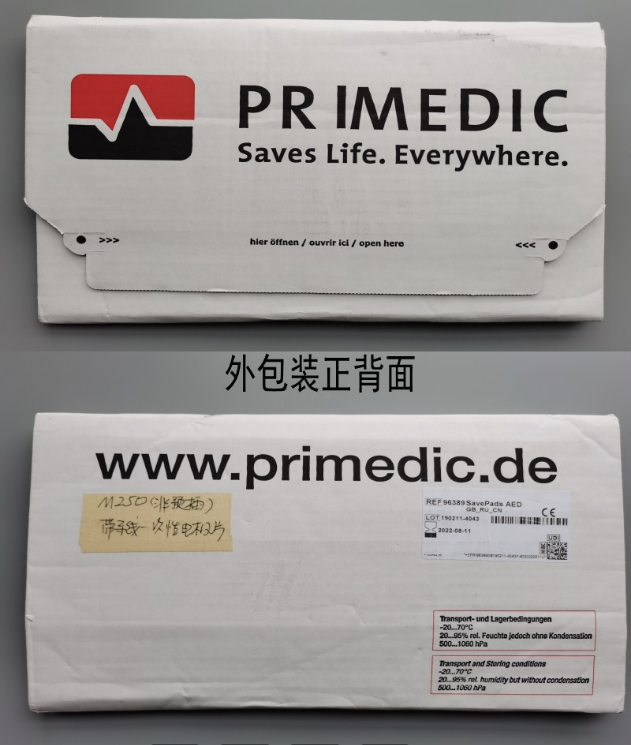 PRIMEDIC
Saves Life. Everywhere.
>>>
hier öffnen / ouvrir ici / open here
<<<
外包装正背面
www.primedic.de
M250（非预插）
带导线一次性电极片
REF 96389 SavePads AED
GB_RU_CN
LOT 190211-4043
CE
2022-08-11
Transport- und Lagerbedingungen
-20...70°C
20...95% rel. Feuchte jedoch ohne Kondensation
500...1060 hPa
Transport and Storing conditions
-20...70°C
20...95% rel. humidity but without condensation
500...1060 hPa